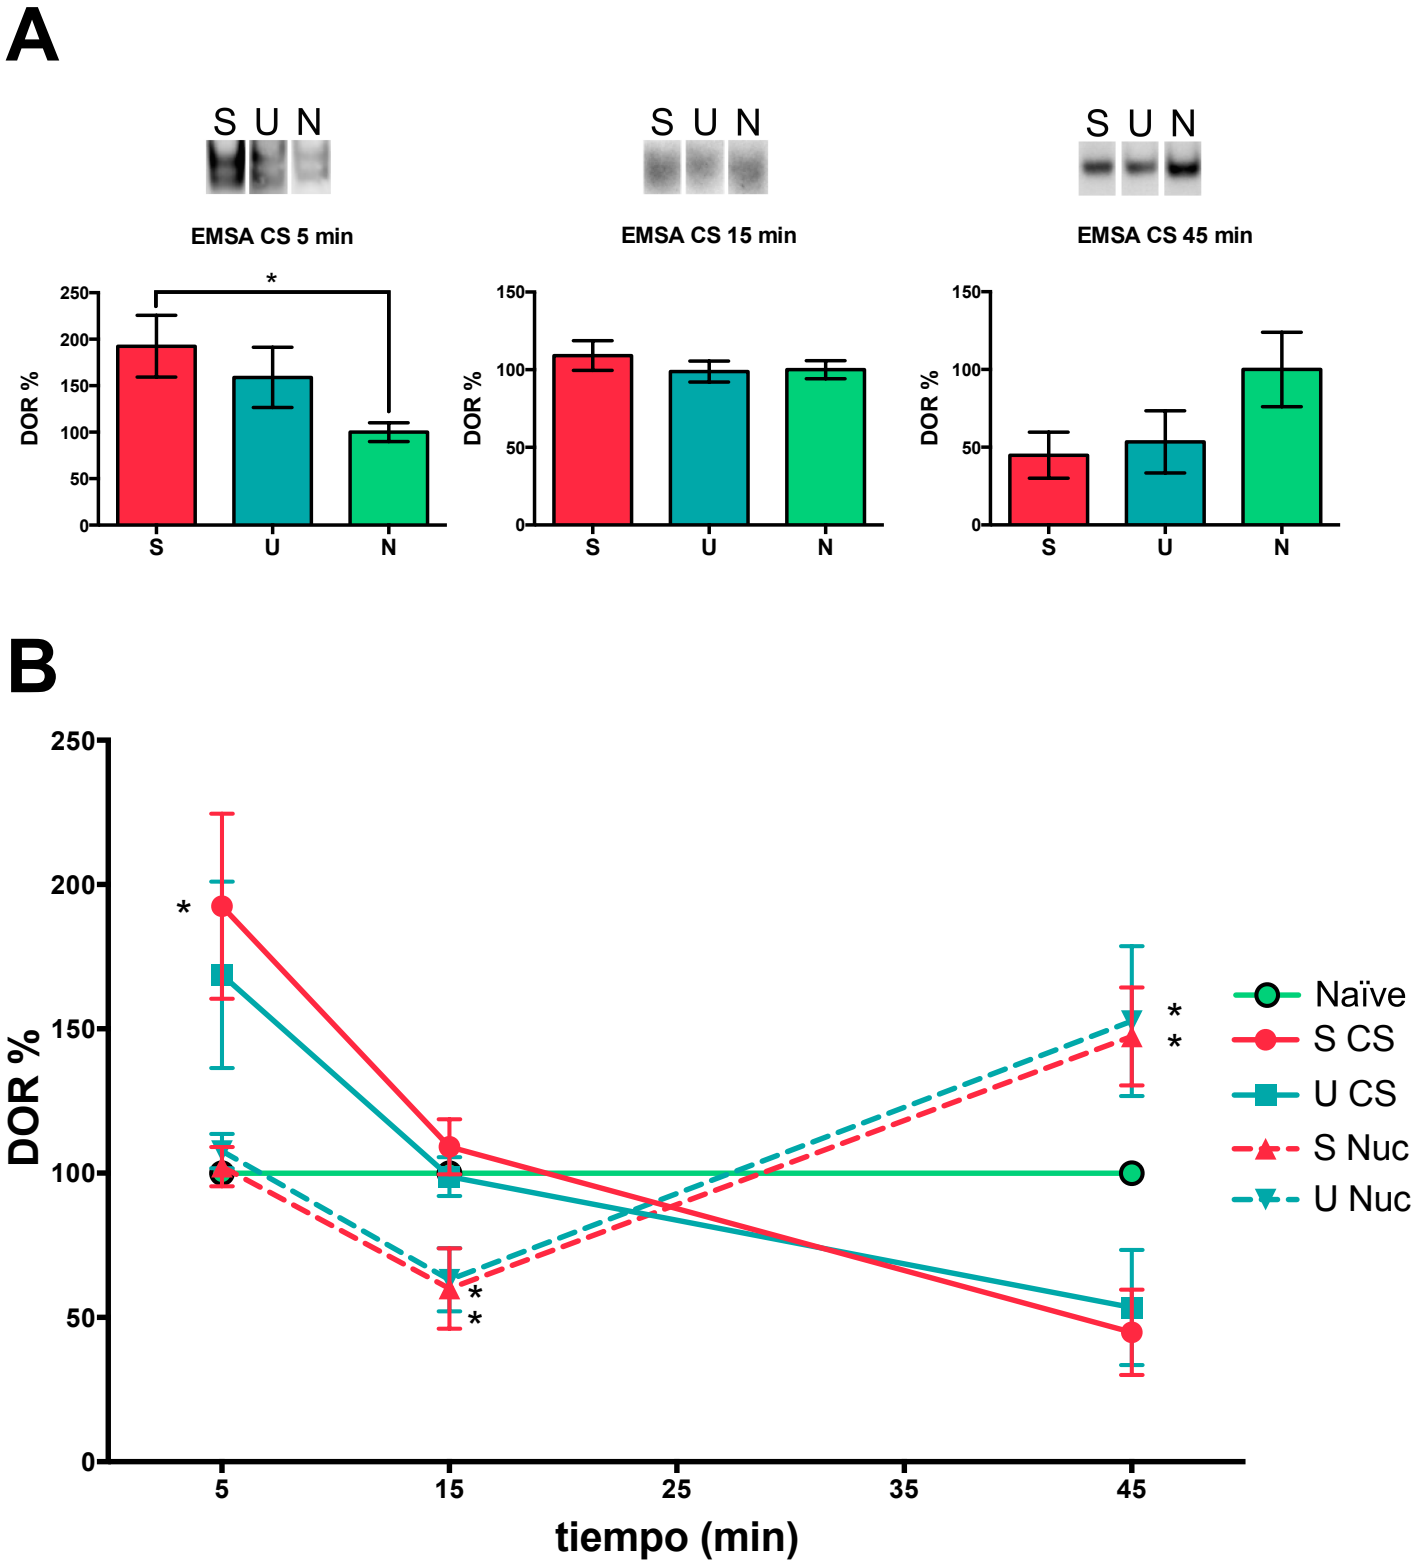 A
S U N
S U N
S U N
EMSA CS 5 min
EMSA CS 15 min
EMSA CS 45 min
*
250
200
150
100
50
0
DOR %
S U N
150
100
50
0
DOR %
S U N
150
100
50
0
DOR %
S U N
B
250
200
150
100
50
0
DOR %
*
*
*
*
*
5 15 25 35 45
tiempo (min)
Naïve
S CS
U CS
S Nuc
U Nuc